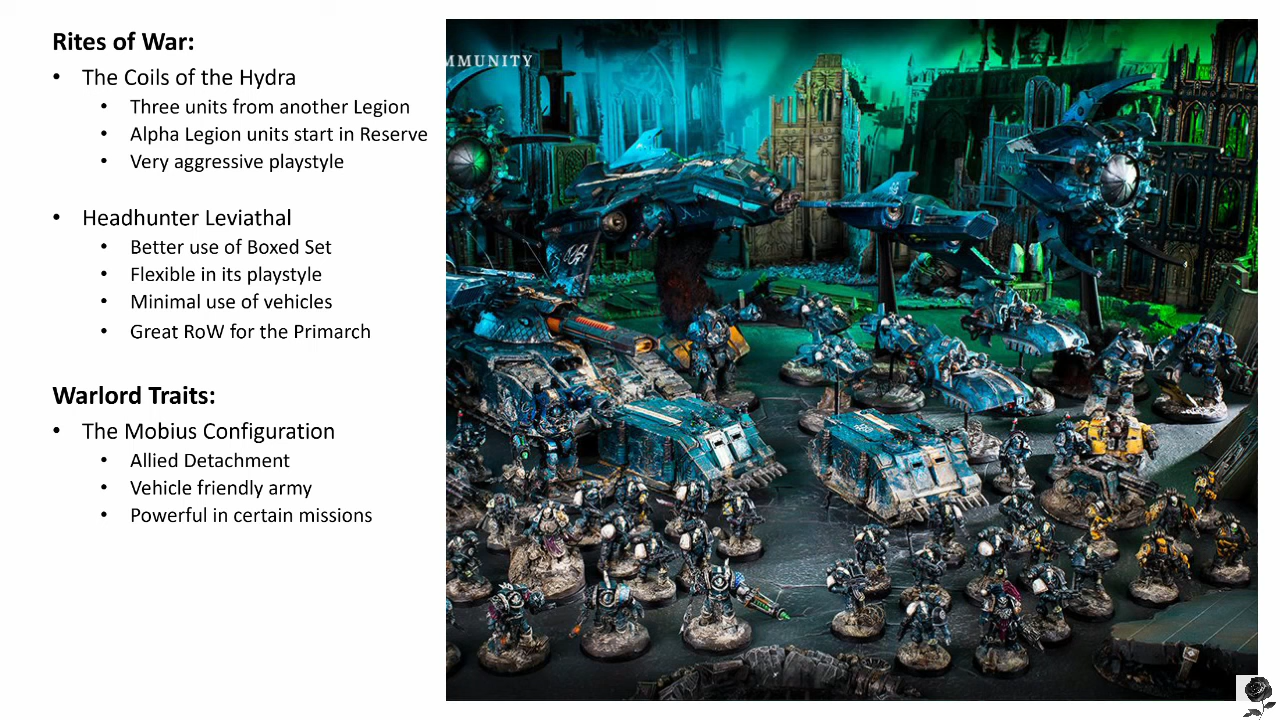 Rites of War:
• The Coils of the Hydra
• Three units from another Legion
• Alpha Legion units start in Reserve
• Very aggressive playstyle
• Headhunter Leviathal
• Better use of Boxed Set
• Flexible in its playstyle
• Minimal use of vehicles
• Great RoW for the Primarch
Warlord Traits:
• The Mobius Configuration
• Allied Detachment
• Vehicle friendly army
• Powerful in certain missions
MMUNITY